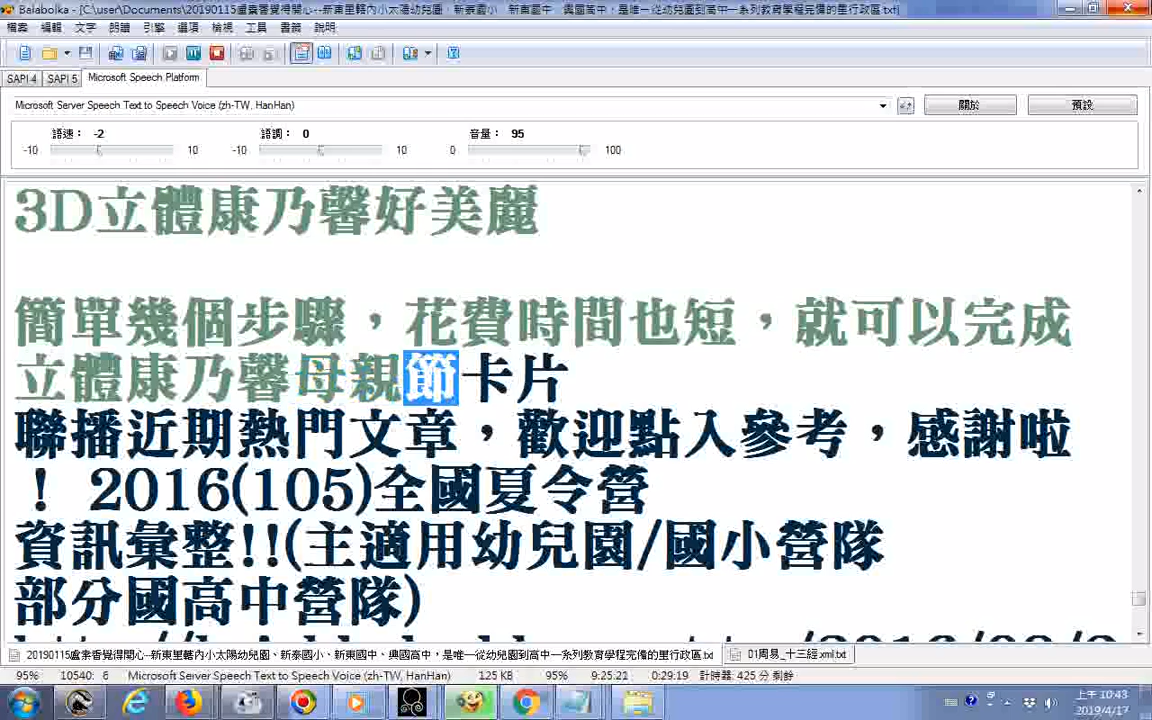 Balabolka - [C:\user\Documents\20190115盧素香覺得開心--新東里轄內小太陽幼兒園、新泰國小、新東國中、興國高中，是唯一從幼兒園到高中一系列教育學程完備的里行政區.txt]
檔案 編輯 文字 朗讀 引擎 選項 檢視 工具 書籤 說明
SAPI 4 SAPI 5 Microsoft Speech Platform
Microsoft Server Speech Text to Speech Voice (zh-TW, HanHan) 關於 預設
語速： -2 語調： 0 音量： 95
-10 10 -10 10 0 100
3D立體康乃馨好美麗
簡單幾個步驟，花費時間也短，就可以完成
立體康乃馨母親節卡片
聯播近期熱門文章，歡迎點入參考，感謝啦
！ 2016(105)全國夏令營
資訊彙整!!(主適用幼兒園/國小營隊
部分國高中營隊)
20190115盧素香覺得開心--新東里轄內小太陽幼兒園、新泰國小、新東國中、興國高中，是唯一從幼兒園到高中一系列教育學程完備的里行政區.txt 01周易_十三經.xml.txt
95% 10540: 6 Microsoft Server Speech Text to Speech Voice (zh-TW, HanHan) 125 KB 95% 9:25:21 0:29:19 計時器: 425 分 剩餘
上午 10:43
2019/4/17